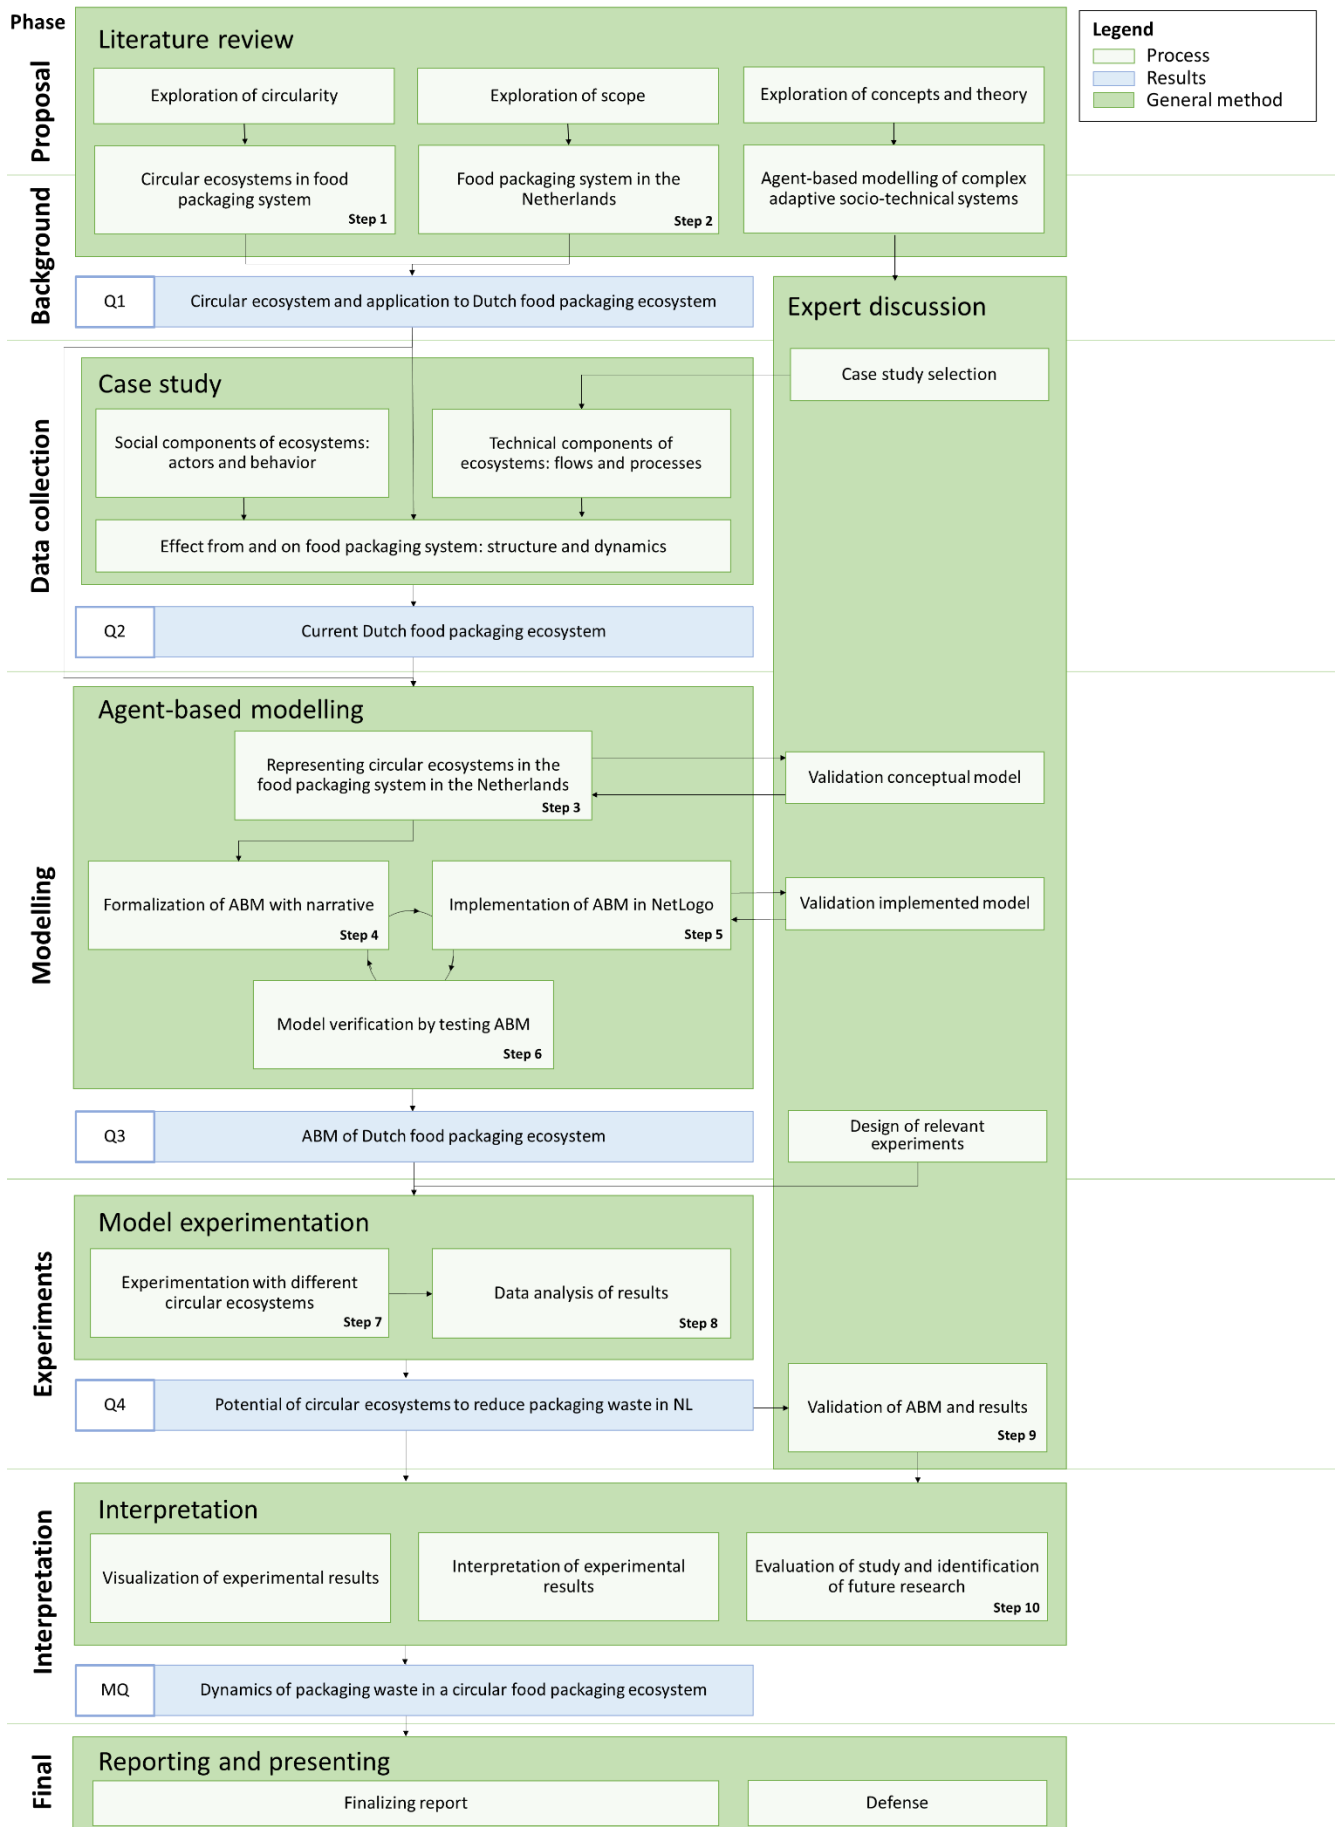 Phase
Legend
Process
Results
General method
Proposal
Literature review
Exploration of circularity
Exploration of scope
Exploration of concepts and theory
Circular ecosystems in food
packaging system
Step 1
Food packaging system in the
Netherlands
Step 2
Agent-based modelling of complex
adaptive socio-technical systems
Background
Q1
Circular ecosystem and application to Dutch food packaging ecosystem
Expert discussion
Case study selection
Data collection
Case study
Social components of ecosystems:
actors and behavior
Technical components of
ecosystems: flows and processes
Effect from and on food packaging system: structure and dynamics
Q2
Current Dutch food packaging ecosystem
Modelling
Agent-based modelling
Representing circular ecosystems in the
food packaging system in the Netherlands
Step 3
Validation conceptual model
Formalization of ABM with narrative
Step 4
Implementation of ABM in NetLogo
Step 5
Validation implemented model
Model verification by testing ABM
Step 6
Q3
ABM of Dutch food packaging ecosystem
Design of relevant
experiments
Experiments
Model experimentation
Experimentation with different
circular ecosystems
Step 7
Data analysis of results
Step 8
Q4
Potential of circular ecosystems to reduce packaging waste in NL
Validation of ABM and results
Step 9
Interpretation
Interpretation
Visualization of experimental results
Interpretation of experimental
results
Evaluation of study and identification
of future research
Step 10
MQ
Dynamics of packaging waste in a circular food packaging ecosystem
Final
Reporting and presenting
Finalizing report
Defense